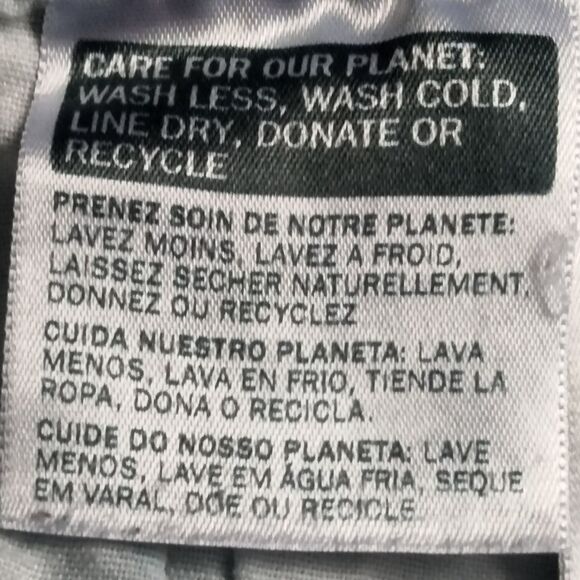 CARE FOR OUR PLANET:
WASH LESS, WASH COLD,
LINE DRY, DONATE OR
RECYCLE
PRENEZ SOIN DE NOTRE PLANETE:
LAVEZ MOINS, LAVEZ A FROID,
LAISSEZ SECHER NATURELLEMENT,
DONNEZ OU RECYCLEZ
CUIDA NUESTRO PLANETA: LAVA
MENOS, LAVA EN FRIO, TIENDE LA
ROPA, DONA O RECICLA.
CUIDE DO NOSSO PLANETA: LAVE
MENOS, LAVE EM ÁGUA FRIA, SEQUE
EM VARAL, DOE OU RECICLE